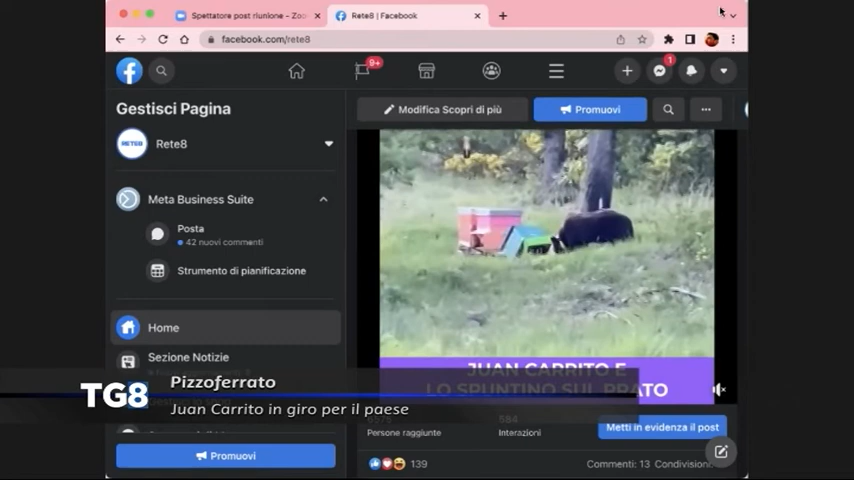 Spettatore post riunione - Zoo
Rete8 | Facebook
facebook.com/rete8
9+
1
Gestisci Pagina
Modifica Scopri di più
Promuovi
RETE8
Rete8
Meta Business Suite
Posta
42 nuovi commenti
Strumento di pianificazione
Home
Sezione Notizie
JUAN CARRITO E
LO SPUNTINO SUL PRATO
TG8
Pizzoferrato
Juan Carrito in giro per il paese
584
Persone raggiunte
Interazioni
Metti in evidenza il post
Promuovi
139
Commenti: 13
Condivisioni